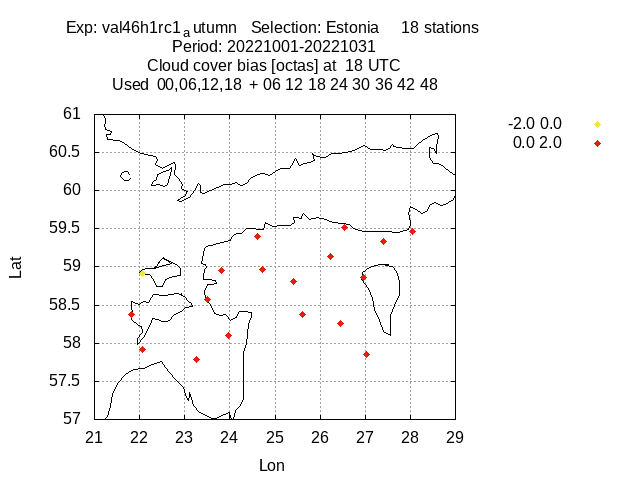 Exp: val46h1rc1autumn   Selection: Estonia     18 stations
Period: 20221001-20221031
Cloud cover bias [octas] at  18 UTC
Used  00,06,12,18  + 06 12 18 24 30 36 42 48
-2.0 0.0
0.0 2.0
61
60.5
60
59.5
59
58.5
58
57.5
57
Lat
21 22 23 24 25 26 27 28 29
Lon